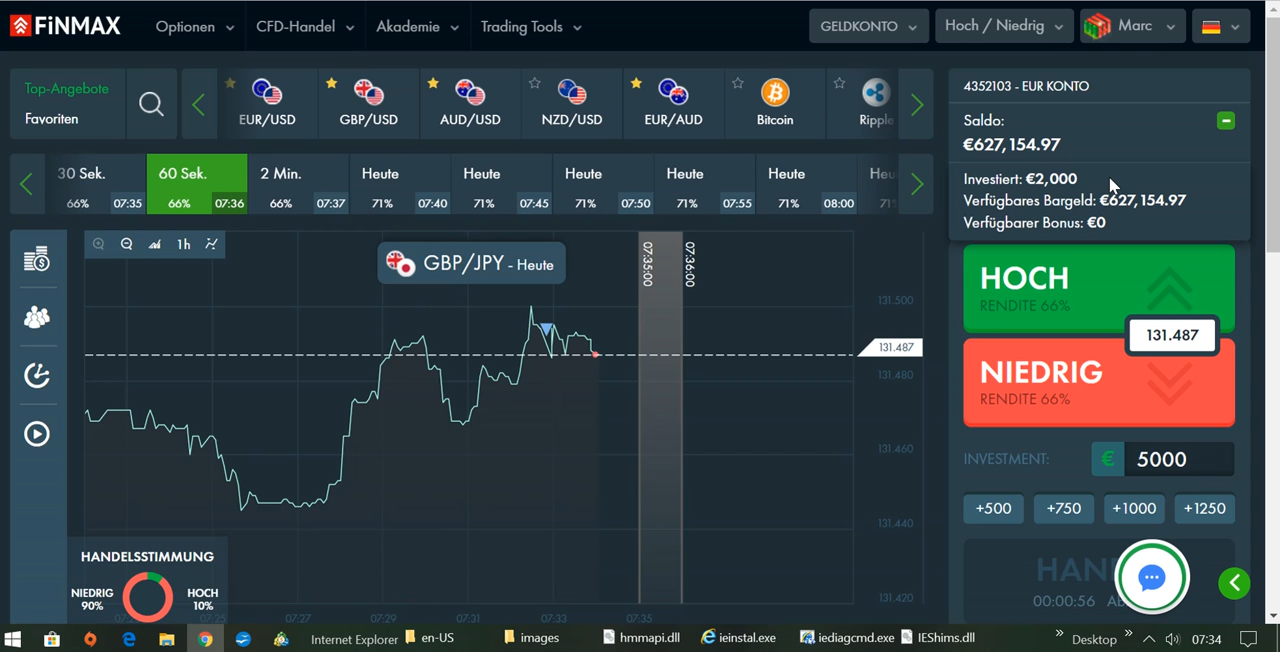 FiNMAX
Optionen
CFD-Handel
Akademie
Trading Tools
GELDKONTO
Hoch / Niedrig
Marc
Top-Angebote
Favoriten
EUR/USD
GBP/USD
AUD/USD
NZD/USD
EUR/AUD
Bitcoin
Ripple
4352103 - EUR KONTO
Saldo:
€627,154.97
Investiert: €2,000
Verfügbares Bargeld: €627,154.97
Verfügbarer Bonus: €0
30 Sek.
66% 07:35
60 Sek.
66% 07:36
2 Min.
66% 07:37
Heute
71% 07:40
Heute
71% 07:45
Heute
71% 07:50
Heute
71% 07:55
Heute
71% 08:00
1h
GBP/JPY - Heute
07:35:00
07:36:00
131.500
131.487
131.480
131.460
131.440
131.420
HOCH
RENDITE 66%
131.487
NIEDRIG
RENDITE 66%
INVESTMENT:
€ 5000
+500
+750
+1000
+1250
00:00:56
HANDELSSTIMMUNG
NIEDRIG
90%
HOCH
10%
07:27
07:29
07:31
07:33
07:35
Internet Explorer
en-US
images
hmmapi.dll
ieinstal.exe
iediagcmd.exe
IEShims.dll
Desktop
07:34